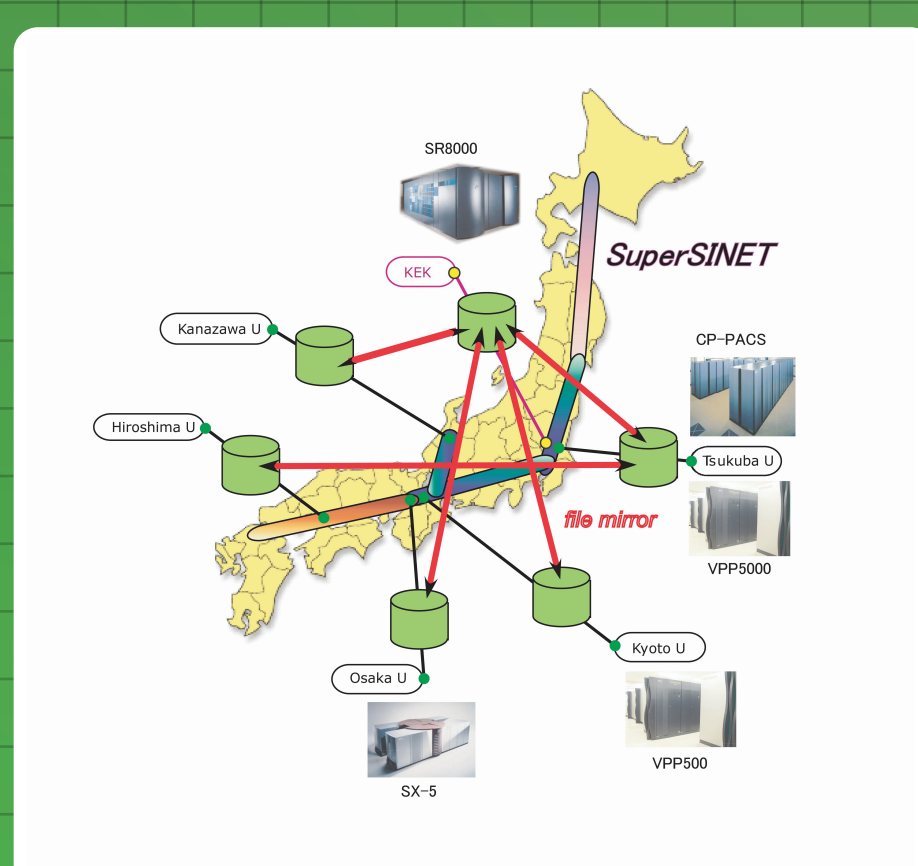 SR8000
SuperSINET
KEK
Kanazawa U
CP-PACS
Hiroshima U
Tsukuba U
file mirror
VPP5000
Kyoto U
Osaka U
VPP500
SX-5